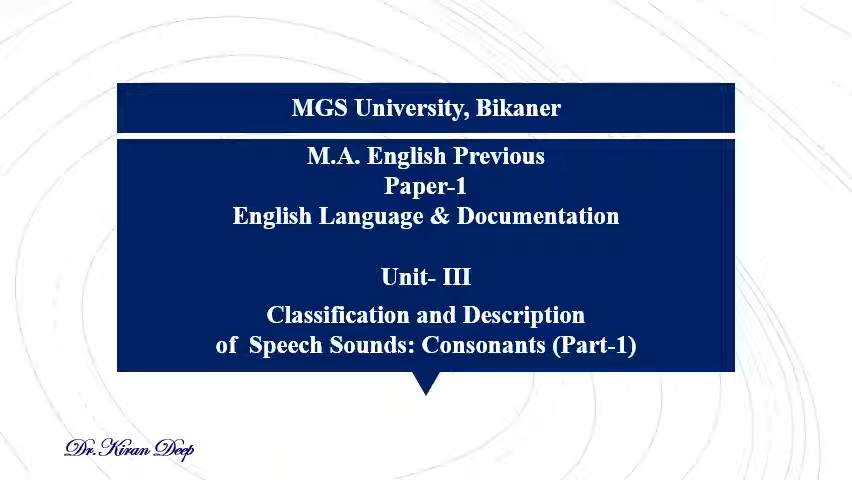 MGS University, Bikaner
M.A. English Previous
Paper-1
English Language & Documentation
Unit- III
Classification and Description
of Speech Sounds: Consonants (Part-1)
Dr.Kiran Deep